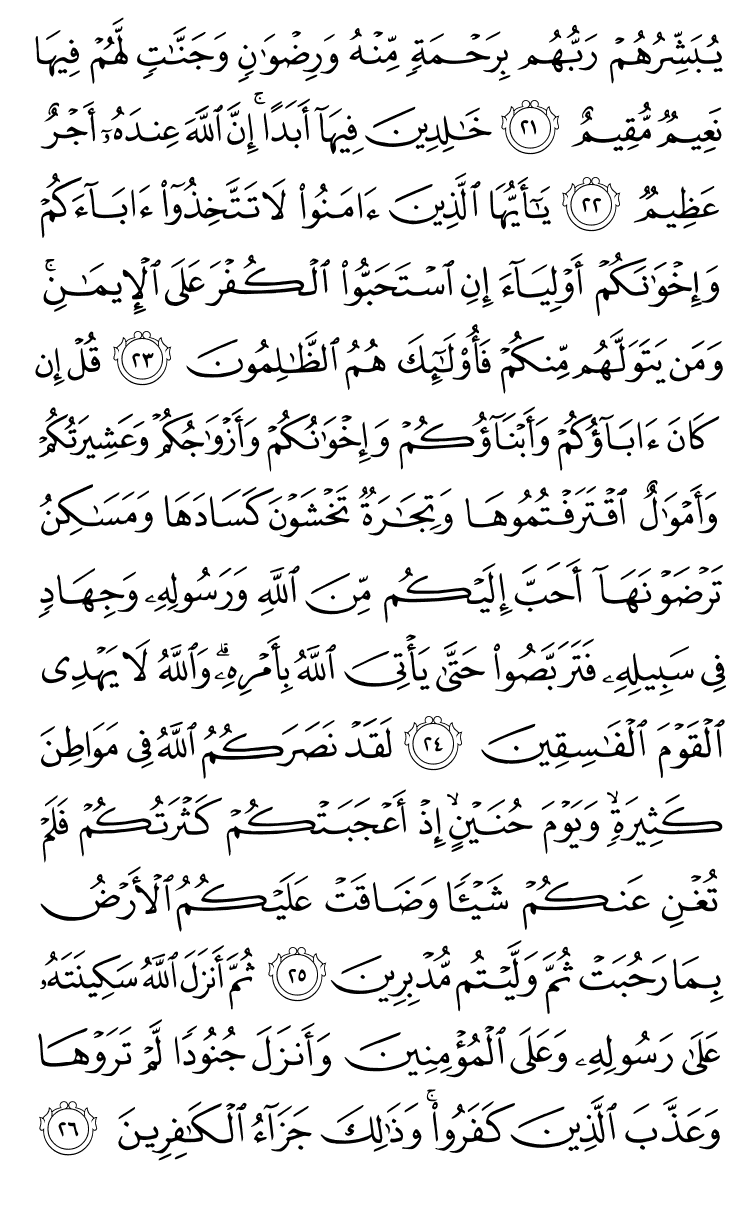 يُبَشِّرُهُمۡ رَبُّهُم بِرَحۡمَةٖ مِّنۡهُ وَرِضۡوَٰنٖ وَجَنَّٰتٖ لَّهُمۡ فِيهَا
نَعِيمٞ مُّقِيمٌ ٢١ خَٰلِدِينَ فِيهَآ أَبَدًاۚ إِنَّ ٱللَّهَ عِندَهُۥٓ أَجۡرٌ
عَظِيمٞ ٢٢ يَٰٓأَيُّهَا ٱلَّذِينَ ءَامَنُواْ لَا تَتَّخِذُوٓاْ ءَابَآءَكُمۡ
وَإِخۡوَٰنَكُمۡ أَوۡلِيَآءَ إِنِ ٱسۡتَحَبُّواْ ٱلۡكُفۡرَ عَلَى ٱلۡإِيمَٰنِۚ
وَمَن يَتَوَلَّهُم مِّنكُمۡ فَأُوْلَٰٓئِكَ هُمُ ٱلظَّٰلِمُونَ ٢٣ قُلۡ إِن
كَانَ ءَابَآؤُكُمۡ وَأَبۡنَآؤُكُمۡ وَإِخۡوَٰنُكُمۡ وَأَزۡوَٰجُكُمۡ وَعَشِيرَتُكُمۡ
وَأَمۡوَٰلٌ ٱقۡتَرَفۡتُمُوهَا وَتِجَٰرَةٞ تَخۡشَوۡنَ كَسَادَهَا وَمَسَٰكِنُ
تَرۡضَوۡنَهَآ أَحَبَّ إِلَيۡكُم مِّنَ ٱللَّهِ وَرَسُولِهِۦ وَجِهَادٖ
فِي سَبِيلِهِۦ فَتَرَبَّصُواْ حَتَّىٰ يَأۡتِيَ ٱللَّهُ بِأَمۡرِهِۦۗ وَٱللَّهُ لَا يَهۡدِي
ٱلۡقَوۡمَ ٱلۡفَٰسِقِينَ ٢٤ لَقَدۡ نَصَرَكُمُ ٱللَّهُ فِي مَوَاطِنَ
كَثِيرَةٖۙ وَيَوۡمَ حُنَيۡنٍۙ إِذۡ أَعۡجَبَتۡكُمۡ كَثۡرَتُكُمۡ فَلَمۡ
تُغۡنِ عَنكُمۡ شَيۡـٔٗا وَضَاقَتۡ عَلَيۡكُمُ ٱلۡأَرۡضُ
بِمَا رَحُبَتۡ ثُمَّ وَلَّيۡتُم مُّدۡبِرِينَ ٢٥ ثُمَّ أَنزَلَ ٱللَّهُ سَكِينَتَهُۥ
عَلَىٰ رَسُولِهِۦ وَعَلَى ٱلۡمُؤۡمِنِينَ وَأَنزَلَ جُنُودٗا لَّمۡ تَرَوۡهَا
وَعَذَّبَ ٱلَّذِينَ كَفَرُواْۚ وَذَٰلِكَ جَزَآءُ ٱلۡكَٰفِرِينَ ٢٦